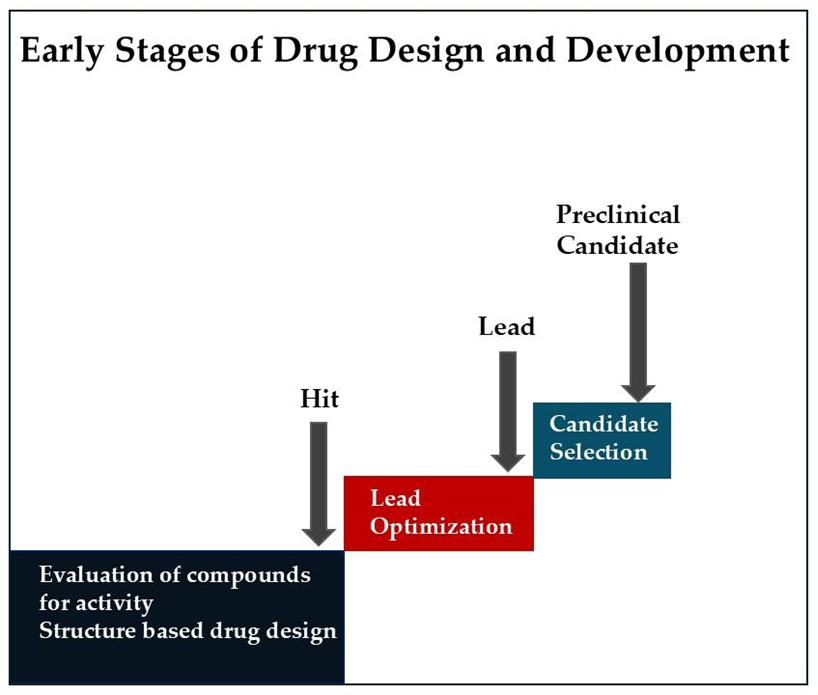 Early Stages of Drug Design and Development
Preclinical
Candidate
Lead
Hit
Candidate
Selection
Lead
Optimization
Evaluation of compounds
for activity
Structure based drug design